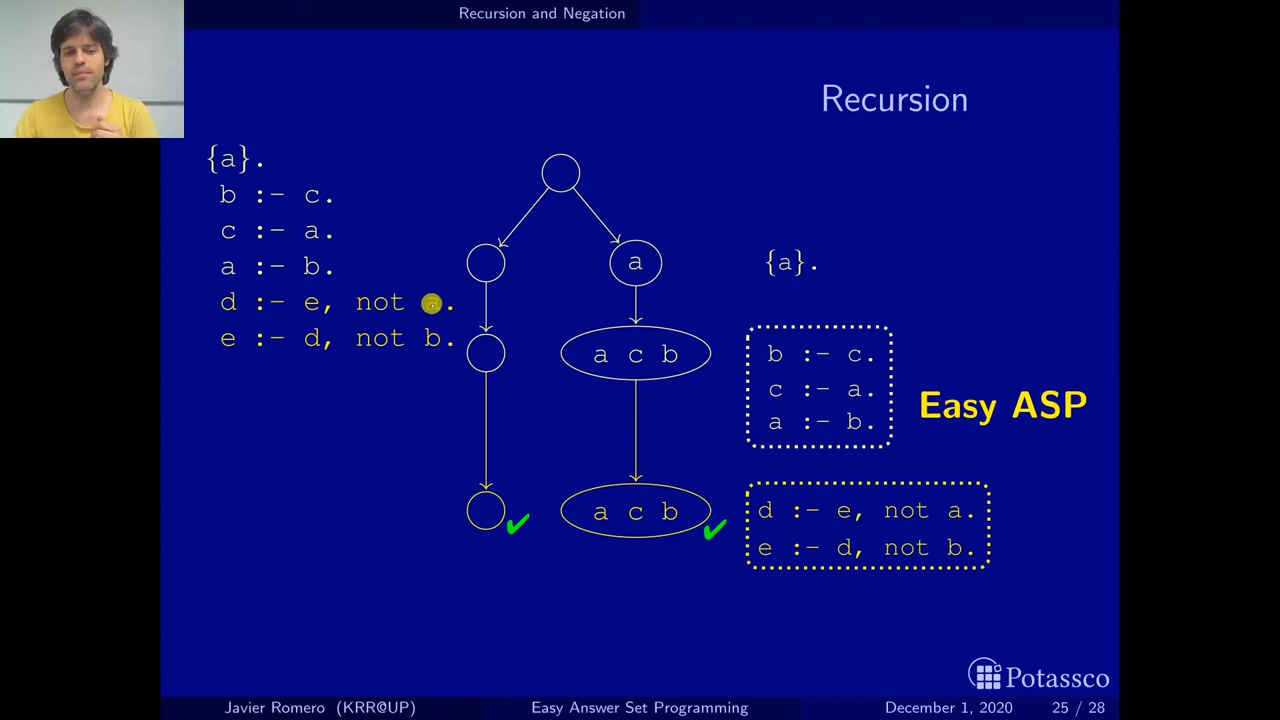 Recursion and Negation
Recursion
{a}.
b :- c.
c :- a.
a :- b.
d :- e, not a.
e :- d, not b.
a
a c b
a c b
{a}.
b :- c.
c :- a.
a :- b.
Easy ASP
d :- e, not a.
e :- d, not b.
Potassco
Javier Romero (KRR@UP) Easy Answer Set Programming December 1, 2020 25 / 28